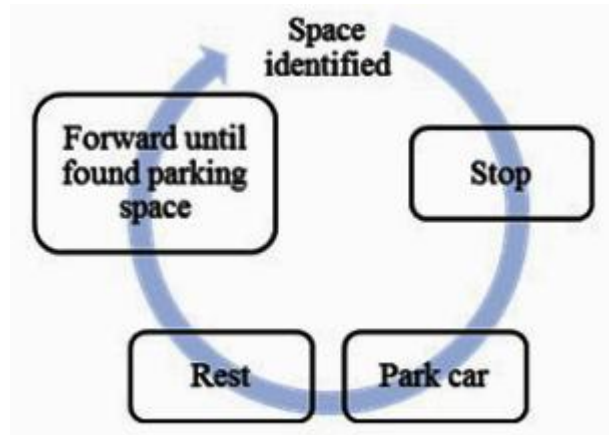 Space
identified
Stop
Park car
Rest
Forward until
found parking
space